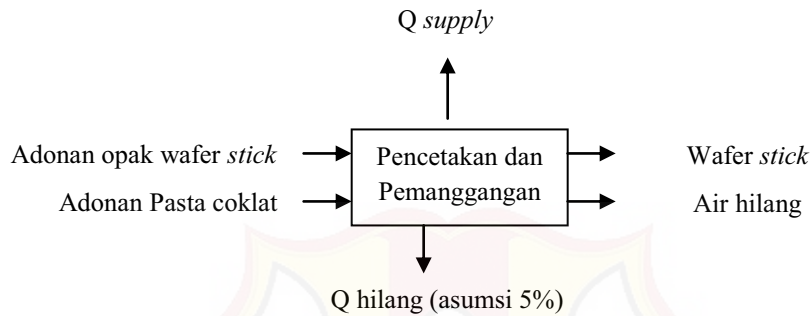 Q supply
Adonan opak wafer stick
Pencetakan dan
Wafer stick
Adonan Pasta coklat
Pemanggangan
Air hilang
Q hilang (asumsi 5%)